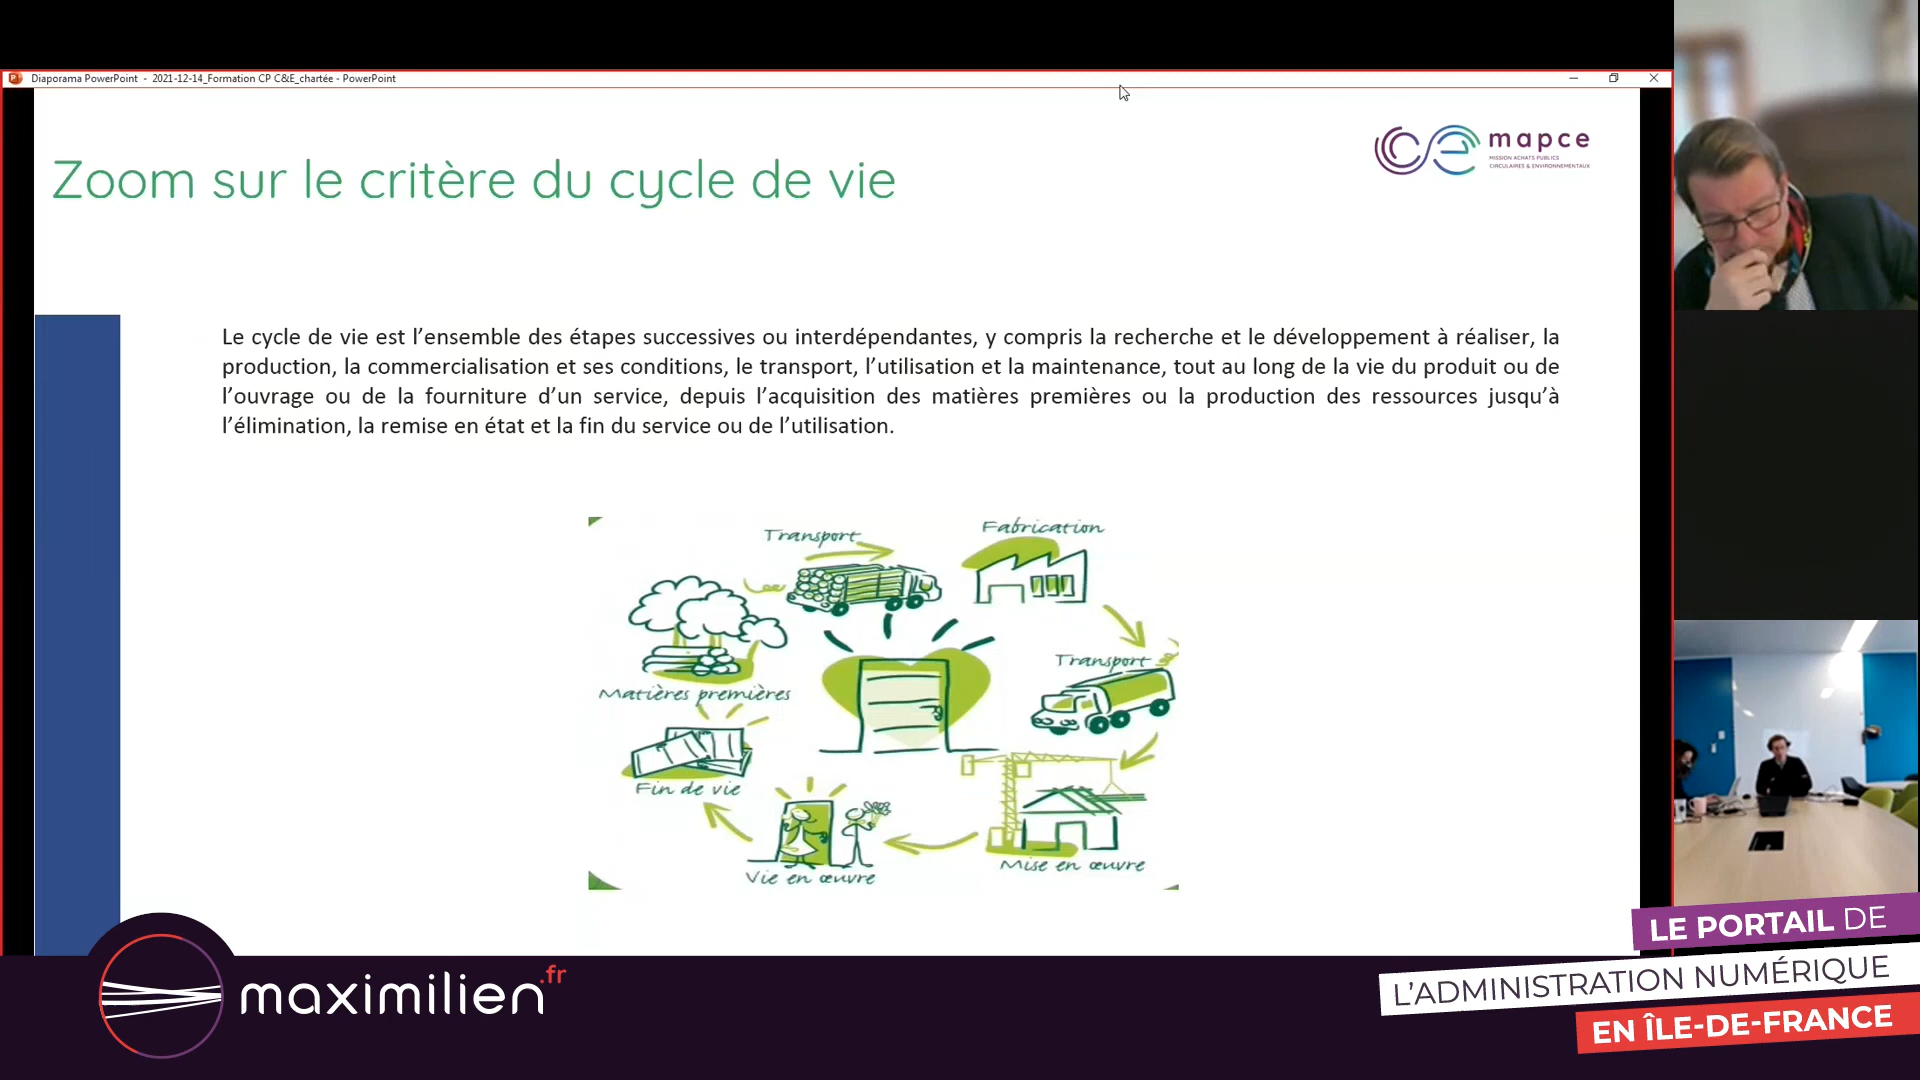 Diaporama PowerPoint - 2021-12-14_Formation CP C&E_chartée - PowerPoint
Zoom sur le critère du cycle de vie
mapce
MISSION ACHATS PUBLICS
CIRCULAIRES & ENVIRONNEMENTAUX
Le cycle de vie est l’ensemble des étapes successives ou interdépendantes, y compris la recherche et le développement à réaliser, la
production, la commercialisation et ses conditions, le transport, l’utilisation et la maintenance, tout au long de la vie du produit ou de
l’ouvrage ou de la fourniture d’un service, depuis l’acquisition des matières premières ou la production des ressources jusqu’à
l’élimination, la remise en état et la fin du service ou de l’utilisation.
Transport
Fabrication
Transport
Matières premières
Fin de vie
Mise en œuvre
Vie en œuvre
maximilien.fr
LE PORTAIL DE
L’ADMINISTRATION NUMÉRIQUE
EN ÎLE-DE-FRANCE